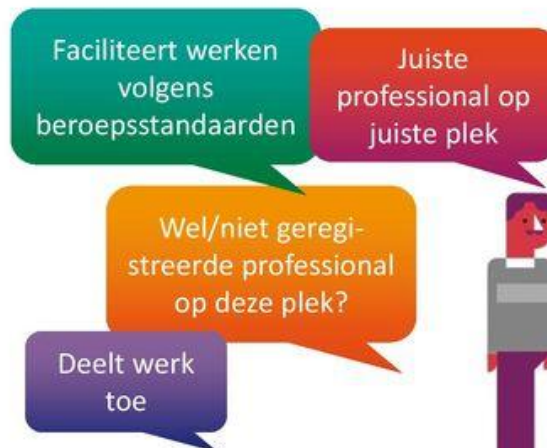 Faciliteert werken
volgens
beroepsstandaarden
Juiste
professional op
juiste plek
Wel/niet geregi-
streerde professional
op deze plek?
Deelt werk
toe